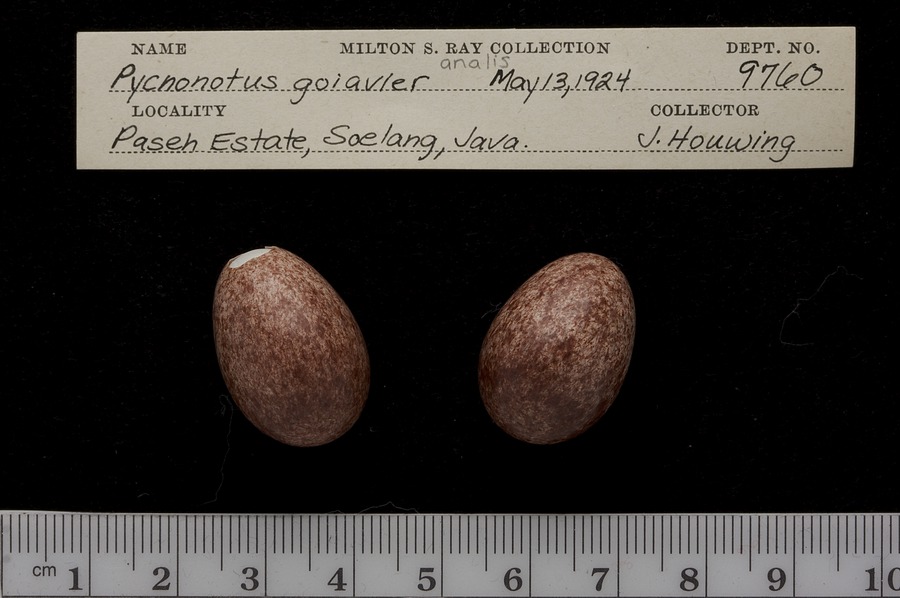 NAME MILTON S. RAY COLLECTION DEPT. NO.
analis
Pycnonotus goiavier May 13, 1924 9760
LOCALITY COLLECTOR
Paseh Estate, Soelang, Java. J. Houwing
cm 1 2 3 4 5 6 7 8 9 10